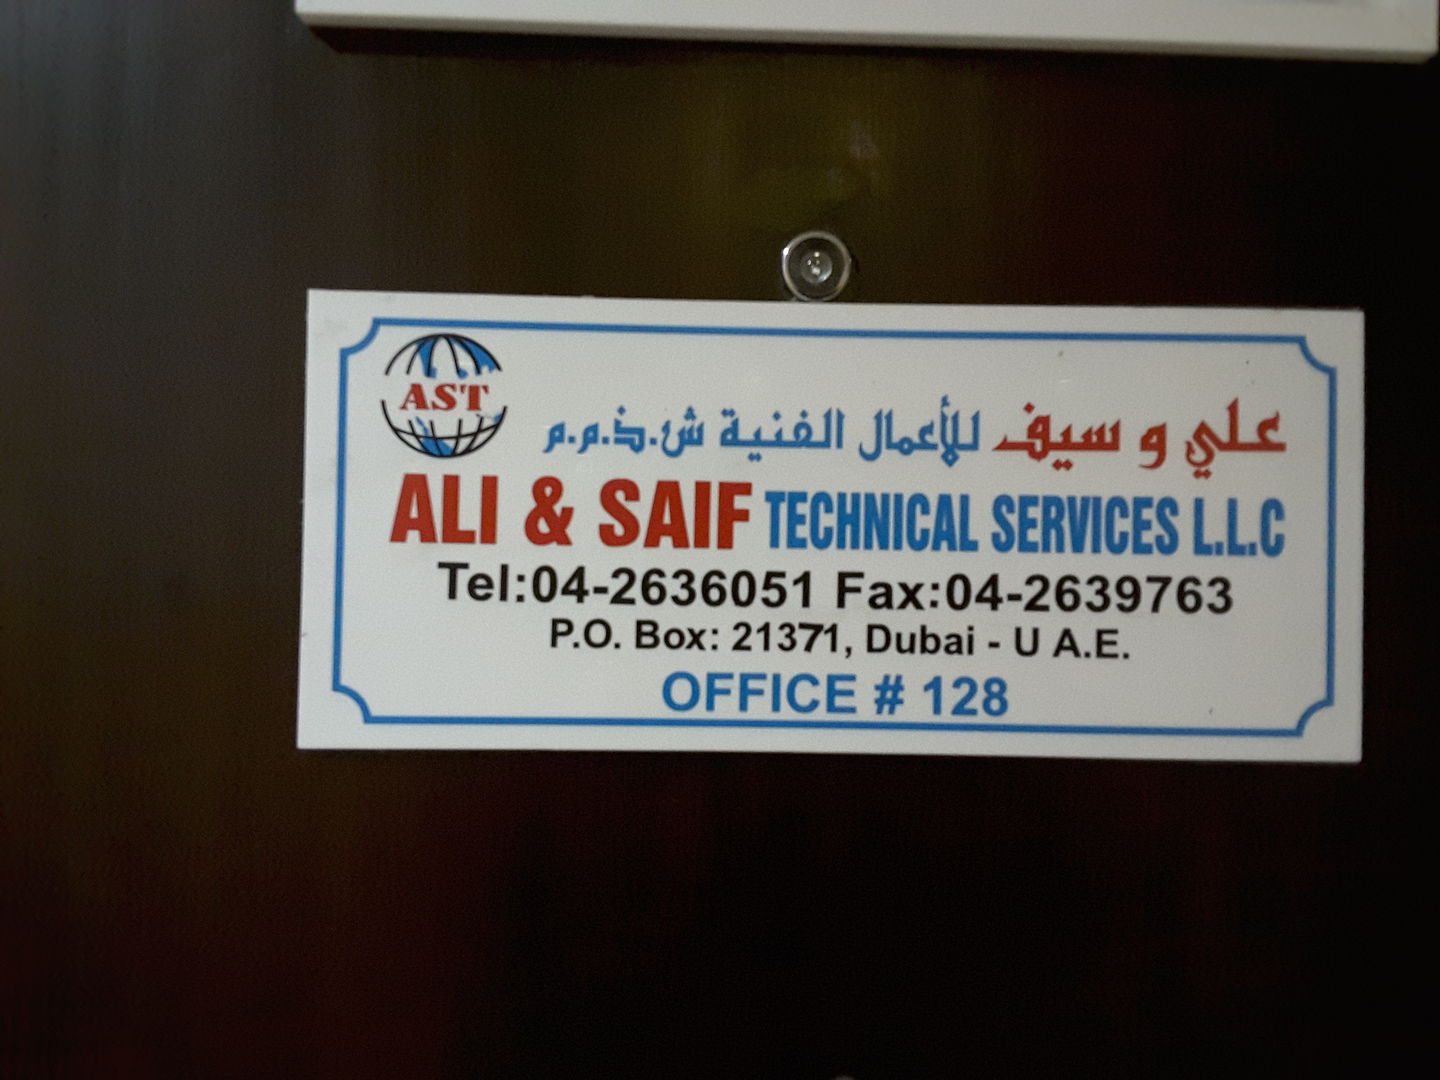 AST
علي و سيف للأعمال الفنية ش.ذ.م.م
ALI & SAIF TECHNICAL SERVICES L.L.C
Tel:04-2636051 Fax:04-2639763
P.O. Box: 21371, Dubai - U A.E.
OFFICE # 128